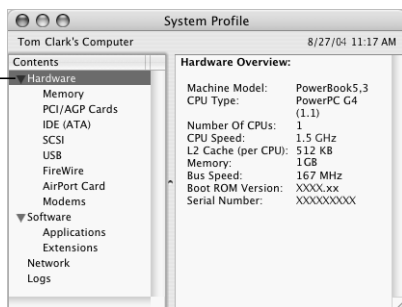 System Profile
Tom Clark's Computer 8/27/04 11:17 AM
Contents
Hardware
Memory
PCI/AGP Cards
IDE (ATA)
SCSI
USB
FireWire
AirPort Card
Modems
Software
Applications
Extensions
Network
Logs
Hardware Overview:
Machine Model: PowerBook5,3
CPU Type: PowerPC G4
(1.1)
Number Of CPUs: 1
CPU Speed: 1.5 GHz
L2 Cache (per CPU): 512 KB
Memory: 1GB
Bus Speed: 167 MHz
Boot ROM Version: XXXX.xx
Serial Number: XXXXXXXXX